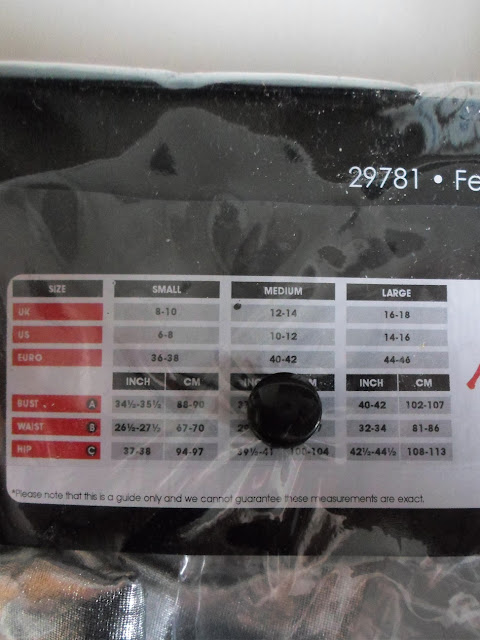 29781 • Fe
SIZE SMALL MEDIUM LARGE
UK 8-10 12-14 16-18
US 6-8 10-12 14-16
EURO 36-38 40-42 44-46
INCH CM INCH INCH CM
BUST A 34½-35½ 88-90 40-42 102-107
WAIST B 26½-27½ 67-70 32-34 81-86
HIP C 37-38 94-97 39½-41 100-104 42½-44½ 108-113
*Please note that this is a guide only and we cannot guarantee these measurements are exact.